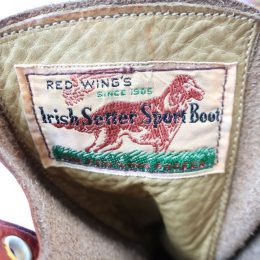 RED WING'S
SINCE 1905
Irish Setter Sport Boot